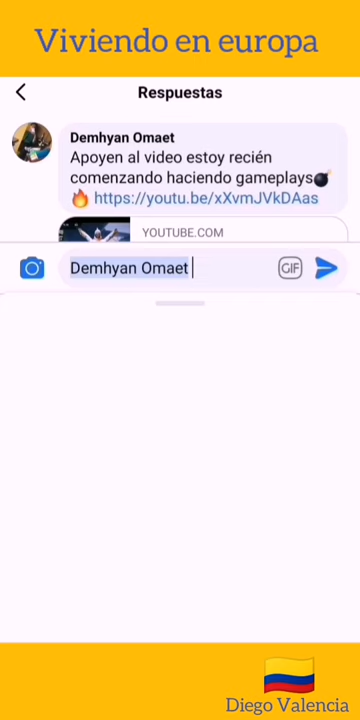 Viviendo en europa
Respuestas
Demhyan Omaet
Apoyen al video estoy recién
comenzando haciendo gameplays💣
🔥 https://youtu.be/xXvmJVkDAas
YOUTUBE.COM
Demhyan Omaet
GIF
Diego Valencia